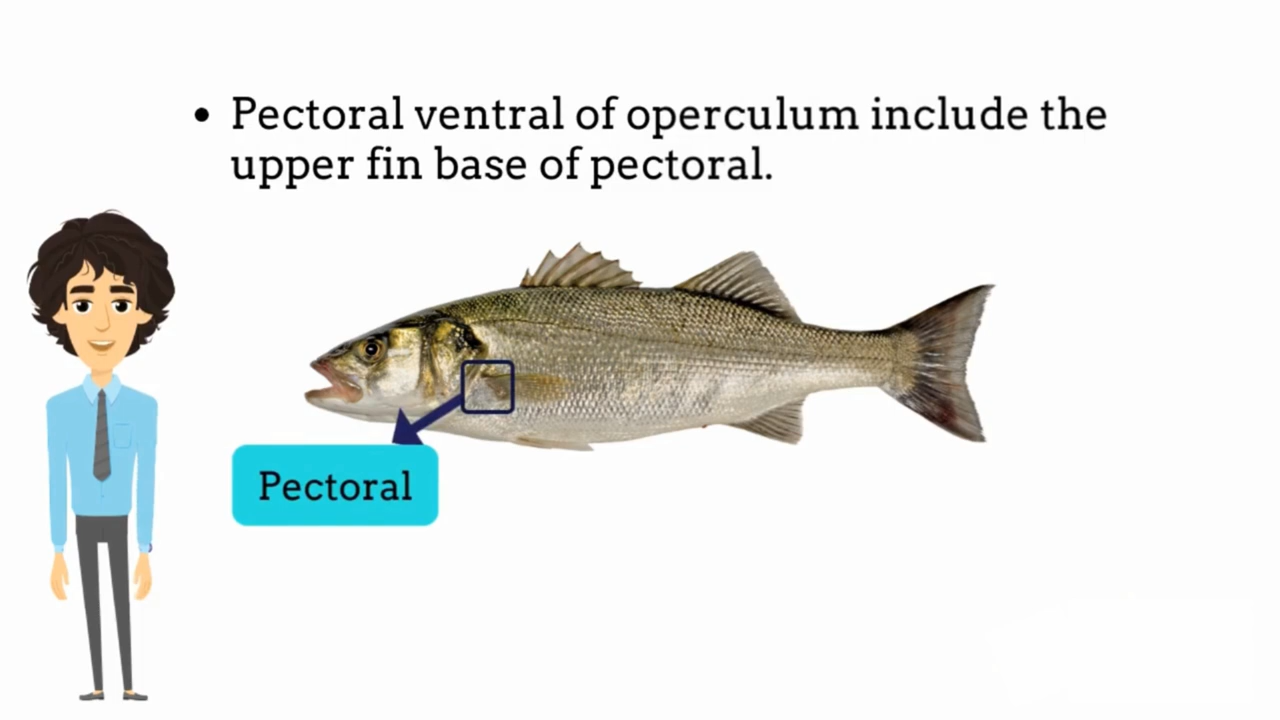 • Pectoral ventral of operculum include the
upper fin base of pectoral.
Pectoral